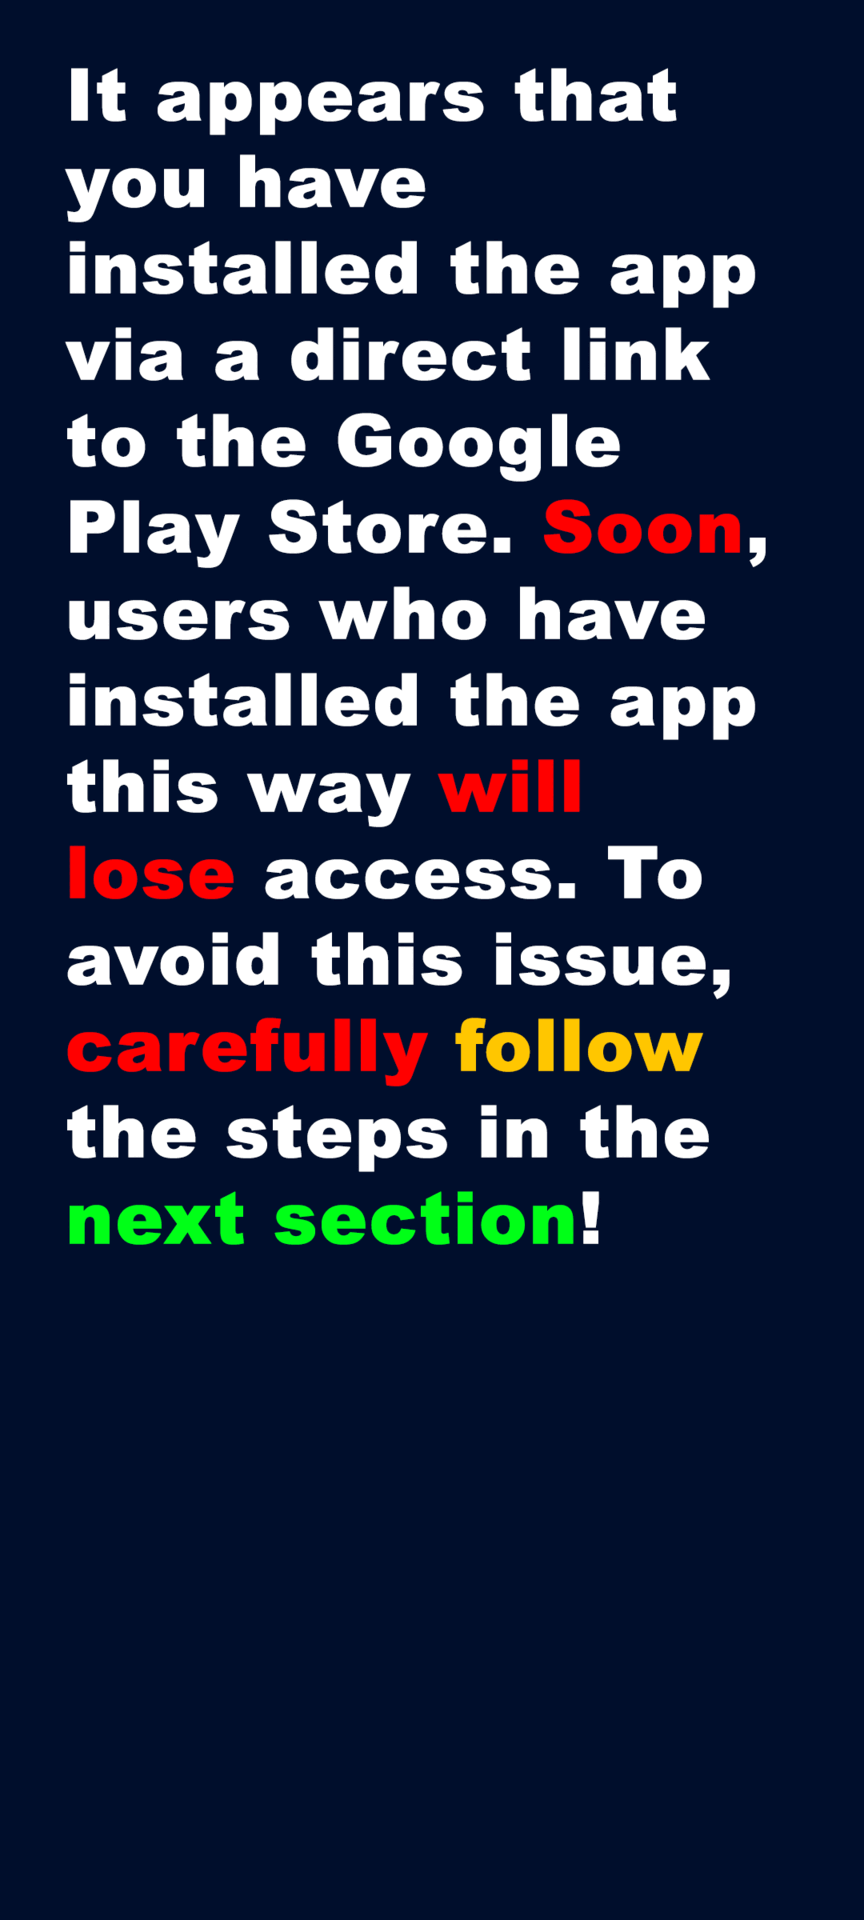 It appears that
you have
installed the app
via a direct link
to the Google
Play Store. Soon,
users who have
installed the app
this way will
lose access. To
avoid this issue,
carefully follow
the steps in the
next section!